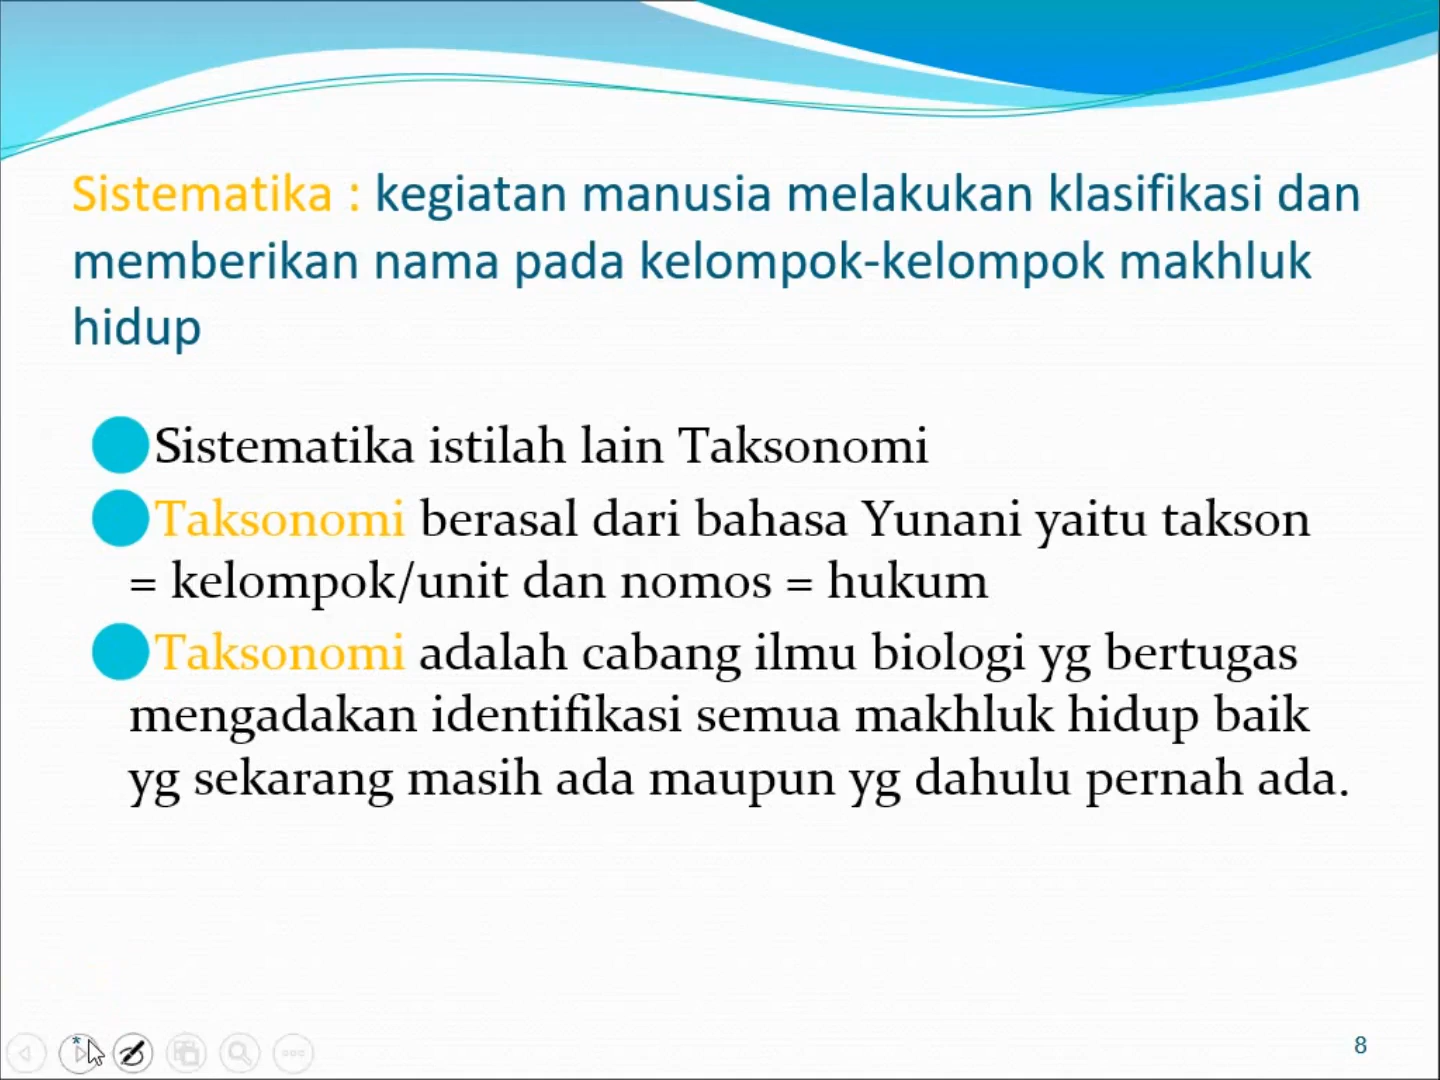 Sistematika : kegiatan manusia melakukan klasifikasi dan
memberikan nama pada kelompok-kelompok makhluk
hidup
Sistematika istilah lain Taksonomi
Taksonomi berasal dari bahasa Yunani yaitu takson
= kelompok/unit dan nomos = hukum
Taksonomi adalah cabang ilmu biologi yg bertugas
mengadakan identifikasi semua makhluk hidup baik
yg sekarang masih ada maupun yg dahulu pernah ada.
*
8